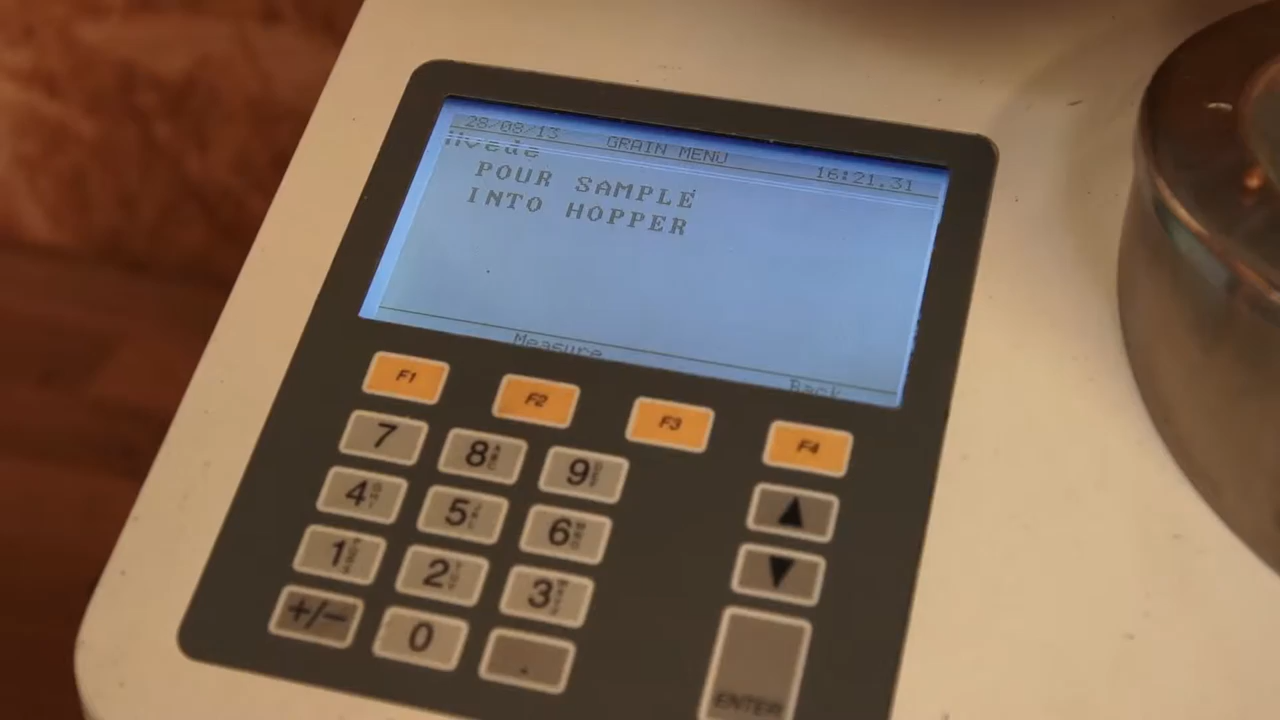 28/08/13 GRAIN MENU 16:21.31
Hvede
POUR SAMPLE
INTO HOPPER
Measure Back
F1 F2 F3 F4
7 8 9
4 5 6
1 2 3
+/- 0 .
ENTER